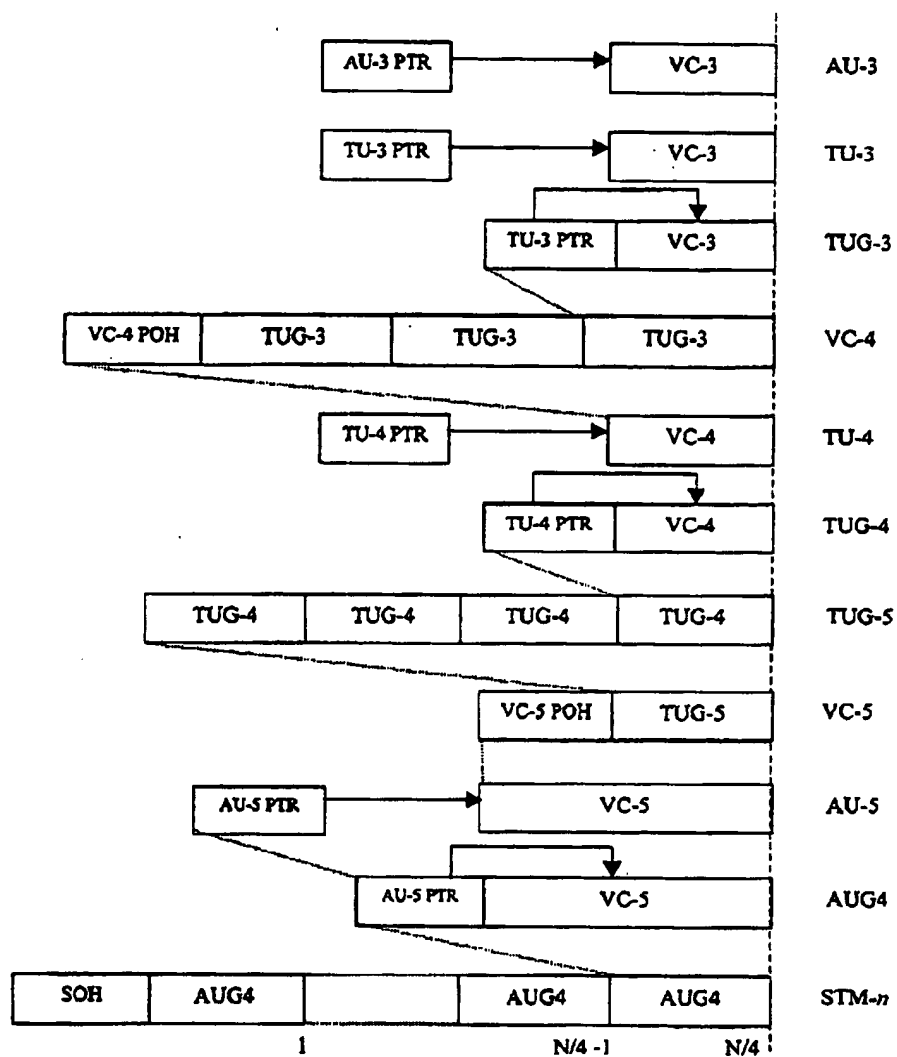 AU-3 PTR VC-3 AU-3
TU-3 PTR VC-3 TU-3
TU-3 PTR VC-3 TUG-3
VC-4 POH TUG-3 TUG-3 TUG-3 VC-4
TU-4 PTR VC-4 TU-4
TU-4 PTR VC-4 TUG-4
TUG-4 TUG-4 TUG-4 TUG-4 TUG-5
VC-5 POH TUG-5 VC-5
AU-5 PTR VC-5 AU-5
AU-5 PTR VC-5 AUG4
SOH AUG4 AUG4 AUG4 STM-n
1 N/4 -1 N/4